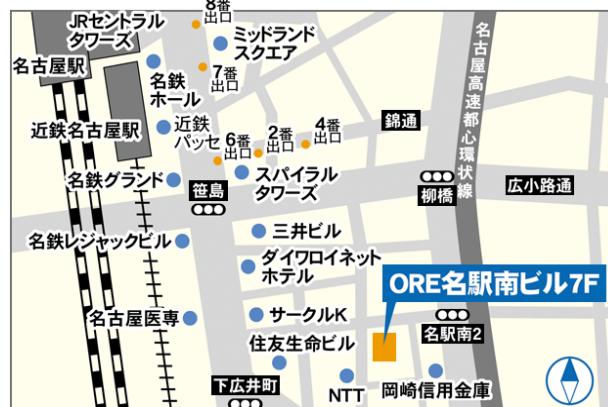 8番
出口
JRセントラル
タワーズ
ミッドランド
スクエア
名古屋駅
名鉄
ホール
7番
出口
近鉄名古屋駅
近鉄
パッセ
6番
出口
2番
出口
4番
出口
錦通
名古屋高速都心環状線
名鉄グランド
笹島
スパイラル
タワーズ
柳橋
広小路通
名鉄レジャックビル
三井ビル
ダイワロイネット
ホテル
ORE名駅南ビル7F
名古屋医専
サークルK
名駅南2
住友生命ビル
下広井町
NTT
岡崎信用金庫